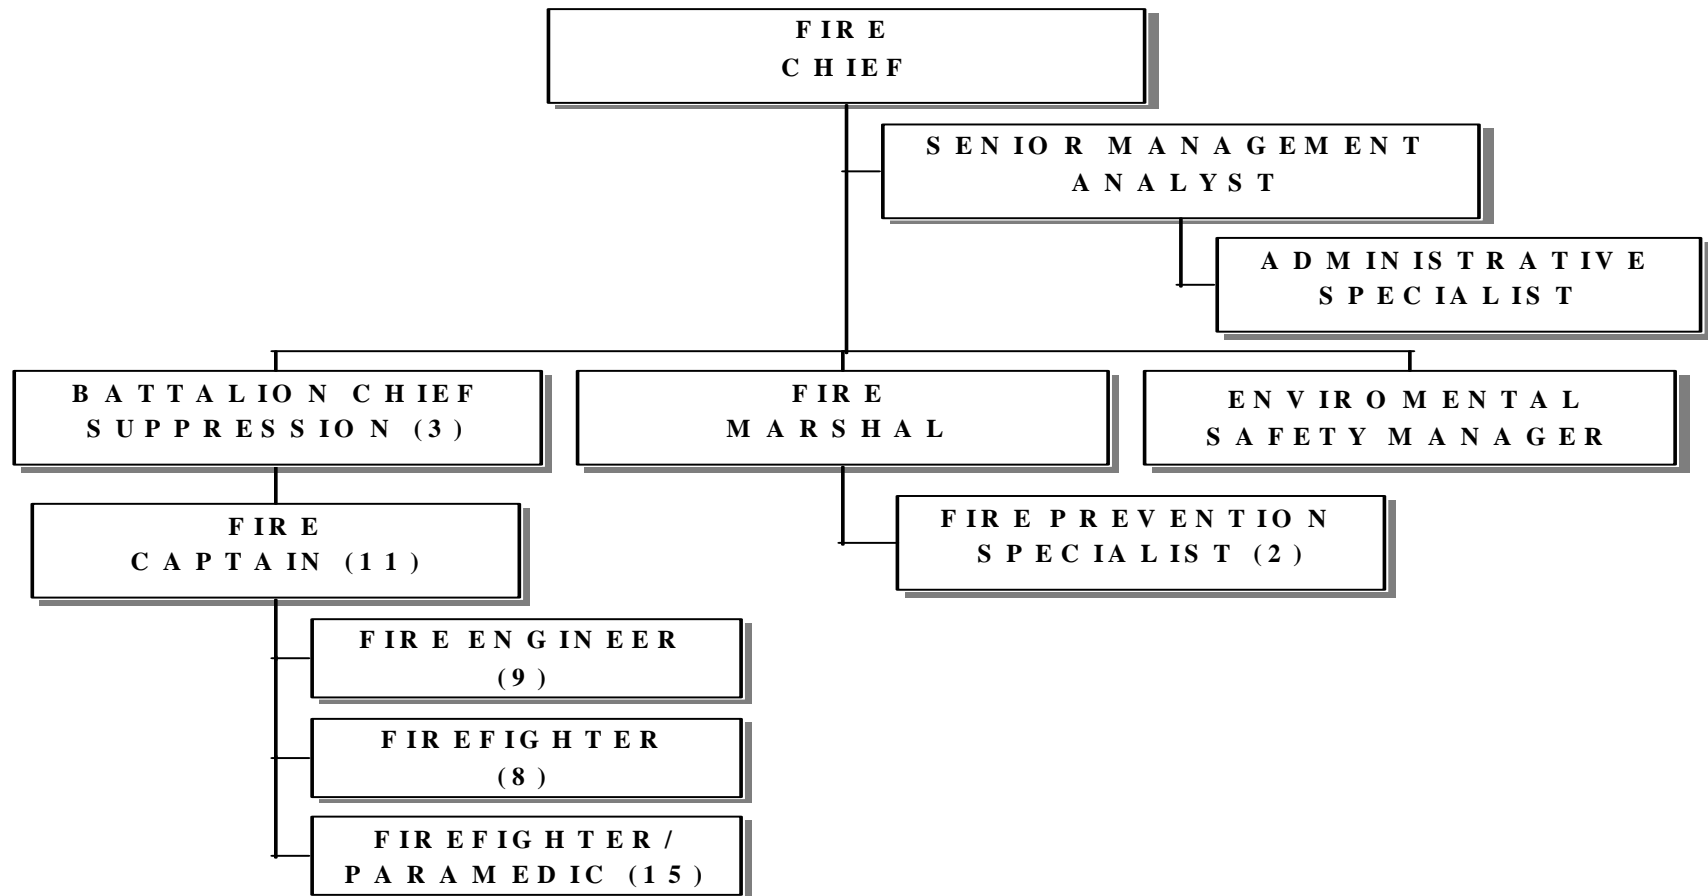 FIRE
CHIEF
SENIOR MANAGEMENT
ANALYST
ADMINISTRATIVE
SPECIALIST
BATTALION CHIEF
SUPPRESSION (3)
FIRE
MARSHAL
ENVIROMENTAL
SAFETY MANAGER
FIRE
CAPTAIN (11)
FIRE PREVENTION
SPECIALIST (2)
FIRE ENGINEER
(9)
FIREFIGHTER
(8)
FIREFIGHTER/
PARAMEDIC (15)